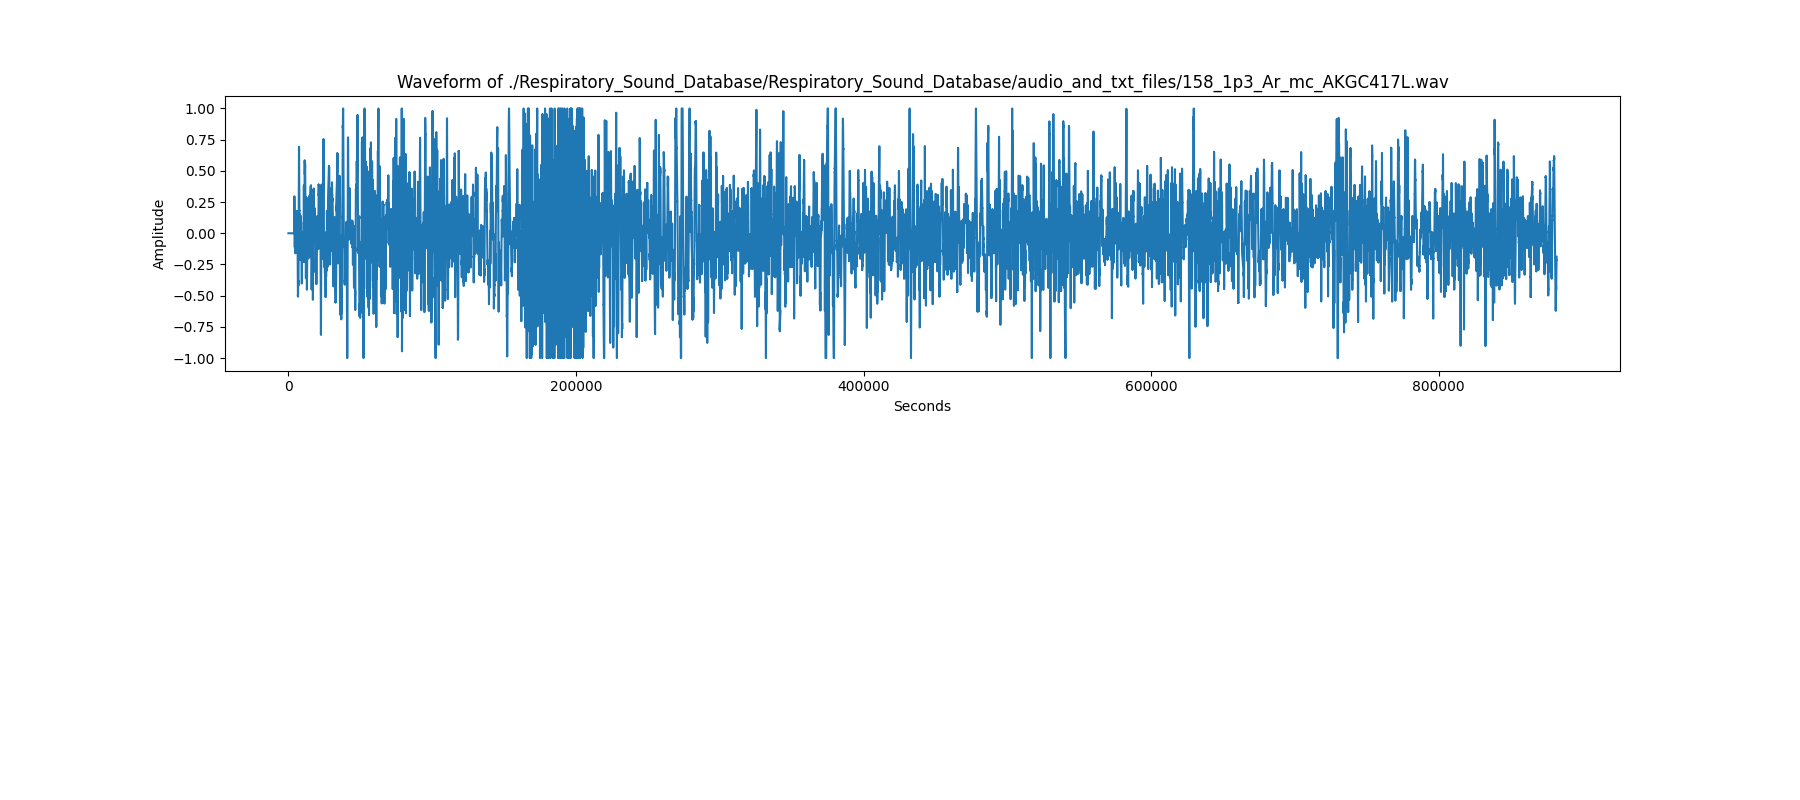 Waveform of ./Respiratory_Sound_Database/Respiratory_Sound_Database/audio_and_txt_files/158_1p3_Ar_mc_AKGC417L.wav
1.00
0.75
0.50
0.25
0.00
−0.25
−0.50
−0.75
−1.00
Amplitude
0 200000 400000 600000 800000
Seconds